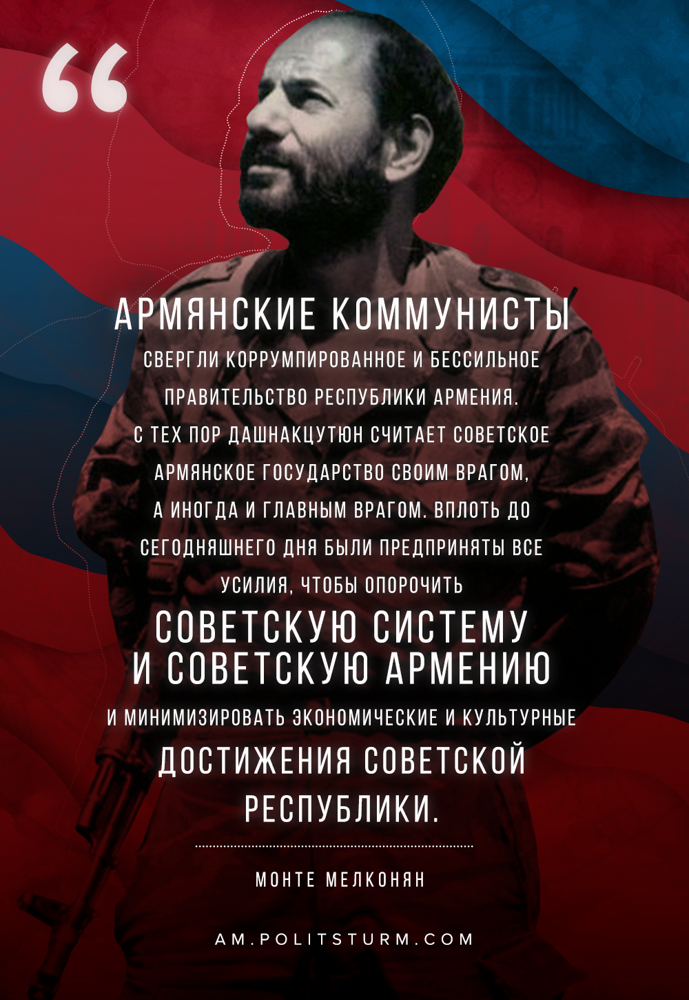 “
АРМЯНСКИЕ КОММУНИСТЫ
СВЕРГЛИ КОРРУМПИРОВАННОЕ И БЕССИЛЬНОЕ
ПРАВИТЕЛЬСТВО РЕСПУБЛИКИ АРМЕНИЯ.
С ТЕХ ПОР ДАШНАКЦУТЮН СЧИТАЕТ СОВЕТСКОЕ
АРМЯНСКОЕ ГОСУДАРСТВО СВОИМ ВРАГОМ,
А ИНОГДА И ГЛАВНЫМ ВРАГОМ. ВПЛОТЬ ДО
СЕГОДНЯШНЕГО ДНЯ БЫЛИ ПРЕДПРИНЯТЫ ВСЕ
УСИЛИЯ, ЧТОБЫ ОПОРОЧИТЬ
СОВЕТСКУЮ СИСТЕМУ
И СОВЕТСКУЮ АРМЕНИЮ
И МИНИМИЗИРОВАТЬ ЭКОНОМИЧЕСКИЕ И КУЛЬТУРНЫЕ
ДОСТИЖЕНИЯ СОВЕТСКОЙ
РЕСПУБЛИКИ.
МОНТЕ МЕЛКОНЯН
AM.POLITSTURM.COM